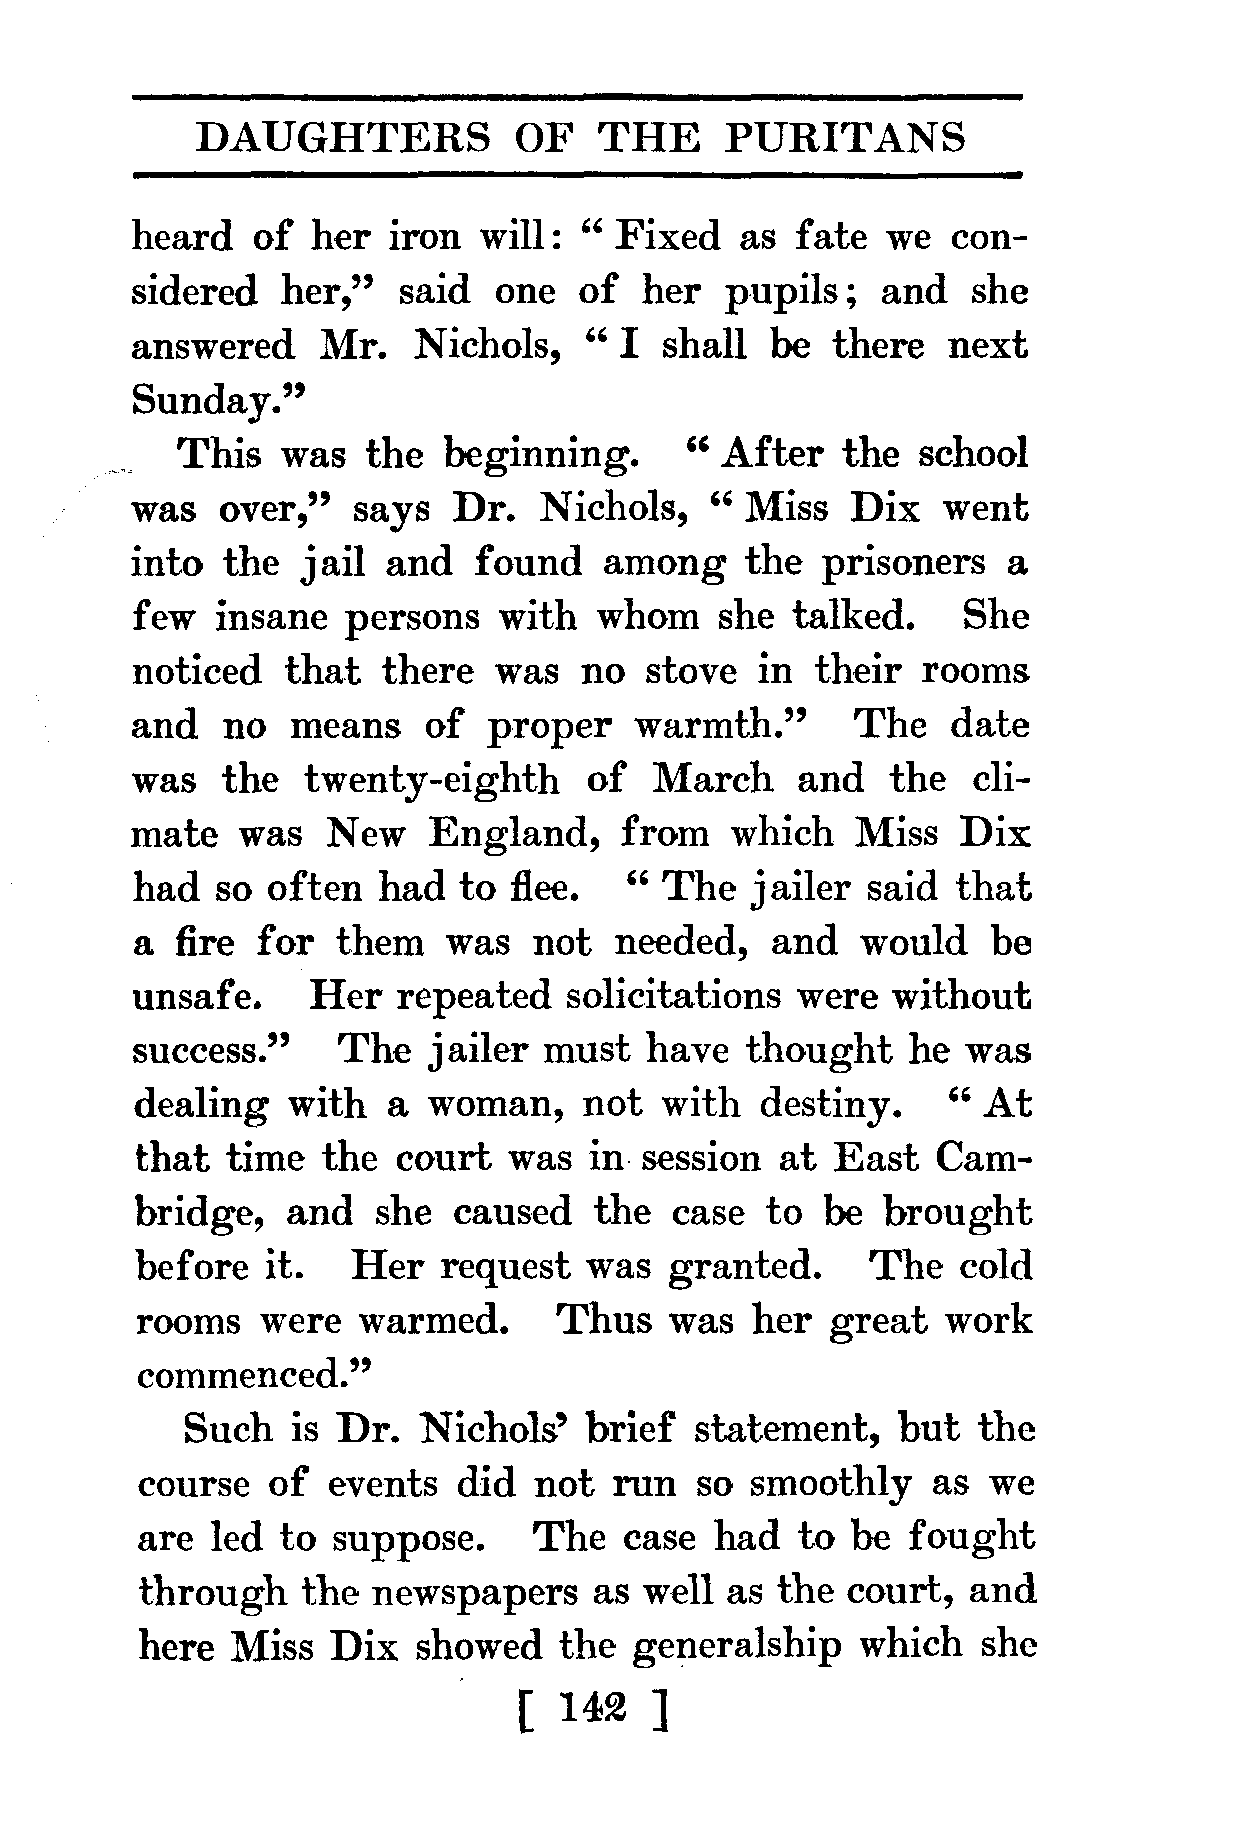 DAUGHTERS OF THE PURITANS
heard of her iron will: “ Fixed as fate we con-
sidered her,” said one of her pupils; and she
answered Mr. Nichols, “ I shall be there next
Sunday.”
This was the beginning. “ After the school
was over,” says Dr. Nichols, “ Miss Dix went
into the jail and found among the prisoners a
few insane persons with whom she talked. She
noticed that there was no stove in their rooms
and no means of proper warmth.” The date
was the twenty-eighth of March and the cli-
mate was New England, from which Miss Dix
had so often had to flee. “ The jailer said that
a fire for them was not needed, and would be
unsafe. Her repeated solicitations were without
success.” The jailer must have thought he was
dealing with a woman, not with destiny. “ At
that time the court was in session at East Cam-
bridge, and she caused the case to be brought
before it. Her request was granted. The cold
rooms were warmed. Thus was her great work
commenced.”
Such is Dr. Nichols’ brief statement, but the
course of events did not run so smoothly as we
are led to suppose. The case had to be fought
through the newspapers as well as the court, and
here Miss Dix showed the generalship which she
[ 142 ]